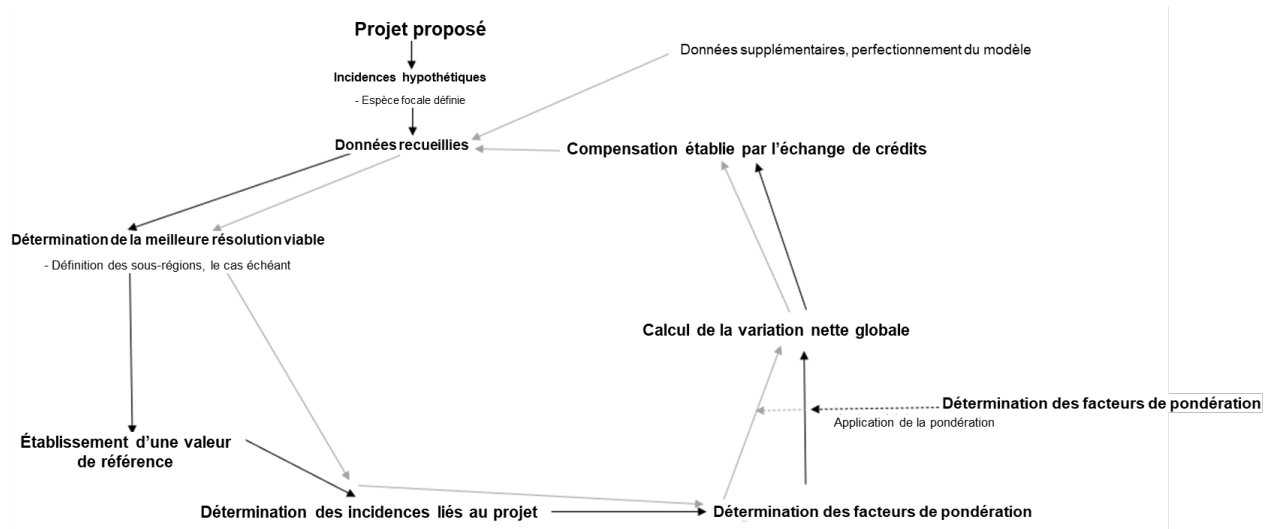 Projet proposé
Incidences hypothétiques
- Espèce focale définie
Données recueillies
Données supplémentaires, perfectionnement du modèle
Compensation établie par l'échange de crédits
Détermination de la meilleure résolution viable
- Définition des sous-régions, le cas échéant
Calcul de la variation nette globale
Détermination des facteurs de pondération
Application de la pondération
Établissement d'une valeur
de référence
Détermination des incidences liés au projet
Détermination des facteurs de pondération